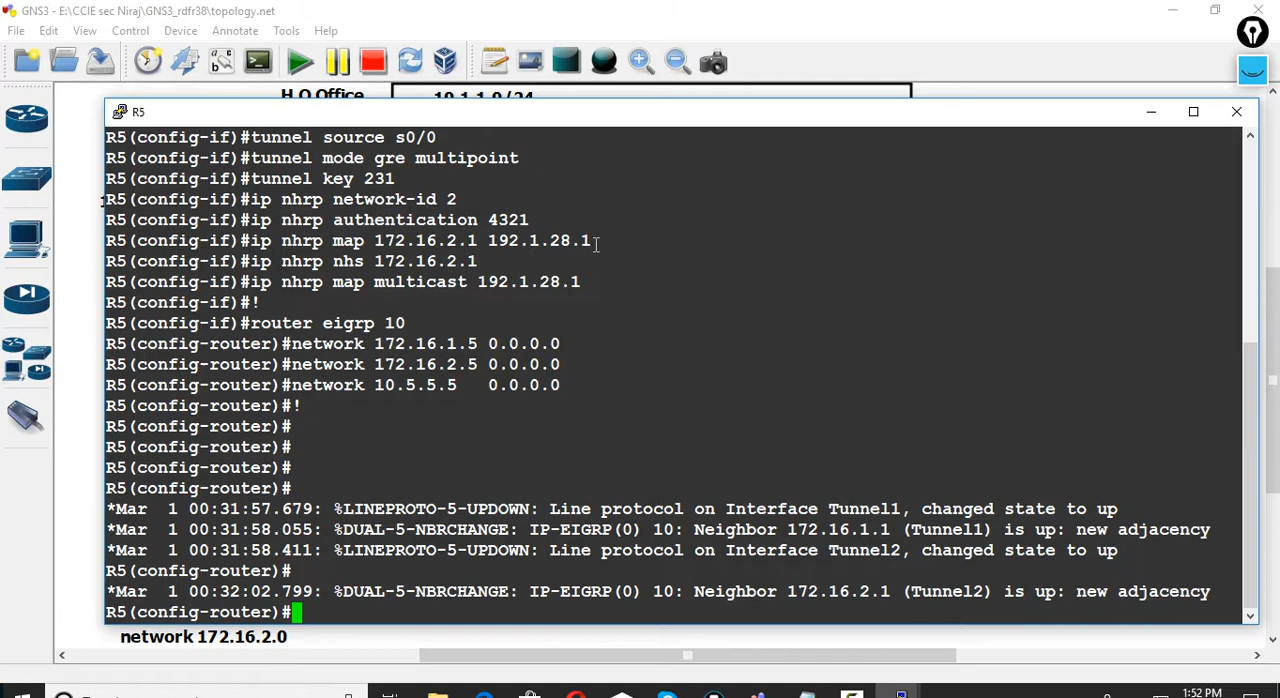 GNS3 - E:\CCIE sec Niraj\GNS3_rdfr38\topology.net
File Edit View Control Device Annotate Tools Help
H.O Office
10.1.1.0/24
R5
R5(config-if)#tunnel source s0/0
R5(config-if)#tunnel mode gre multipoint
R5(config-if)#tunnel key 231
R5(config-if)#ip nhrp network-id 2
R5(config-if)#ip nhrp authentication 4321
R5(config-if)#ip nhrp map 172.16.2.1 192.1.28.1
R5(config-if)#ip nhrp nhs 172.16.2.1
R5(config-if)#ip nhrp map multicast 192.1.28.1
R5(config-if)#!
R5(config-if)#router eigrp 10
R5(config-router)#network 172.16.1.5 0.0.0.0
R5(config-router)#network 172.16.2.5 0.0.0.0
R5(config-router)#network 10.5.5.5   0.0.0.0
R5(config-router)#!
R5(config-router)#
R5(config-router)#
R5(config-router)#
R5(config-router)#
*Mar  1 00:31:57.679: %LINEPROTO-5-UPDOWN: Line protocol on Interface Tunnel1, changed state to up
*Mar  1 00:31:58.055: %DUAL-5-NBRCHANGE: IP-EIGRP(0) 10: Neighbor 172.16.1.1 (Tunnel1) is up: new adjacency
*Mar  1 00:31:58.411: %LINEPROTO-5-UPDOWN: Line protocol on Interface Tunnel2, changed state to up
R5(config-router)#
*Mar  1 00:32:02.799: %DUAL-5-NBRCHANGE: IP-EIGRP(0) 10: Neighbor 172.16.2.1 (Tunnel2) is up: new adjacency
R5(config-router)#
network 172.16.2.0
1:52 PM